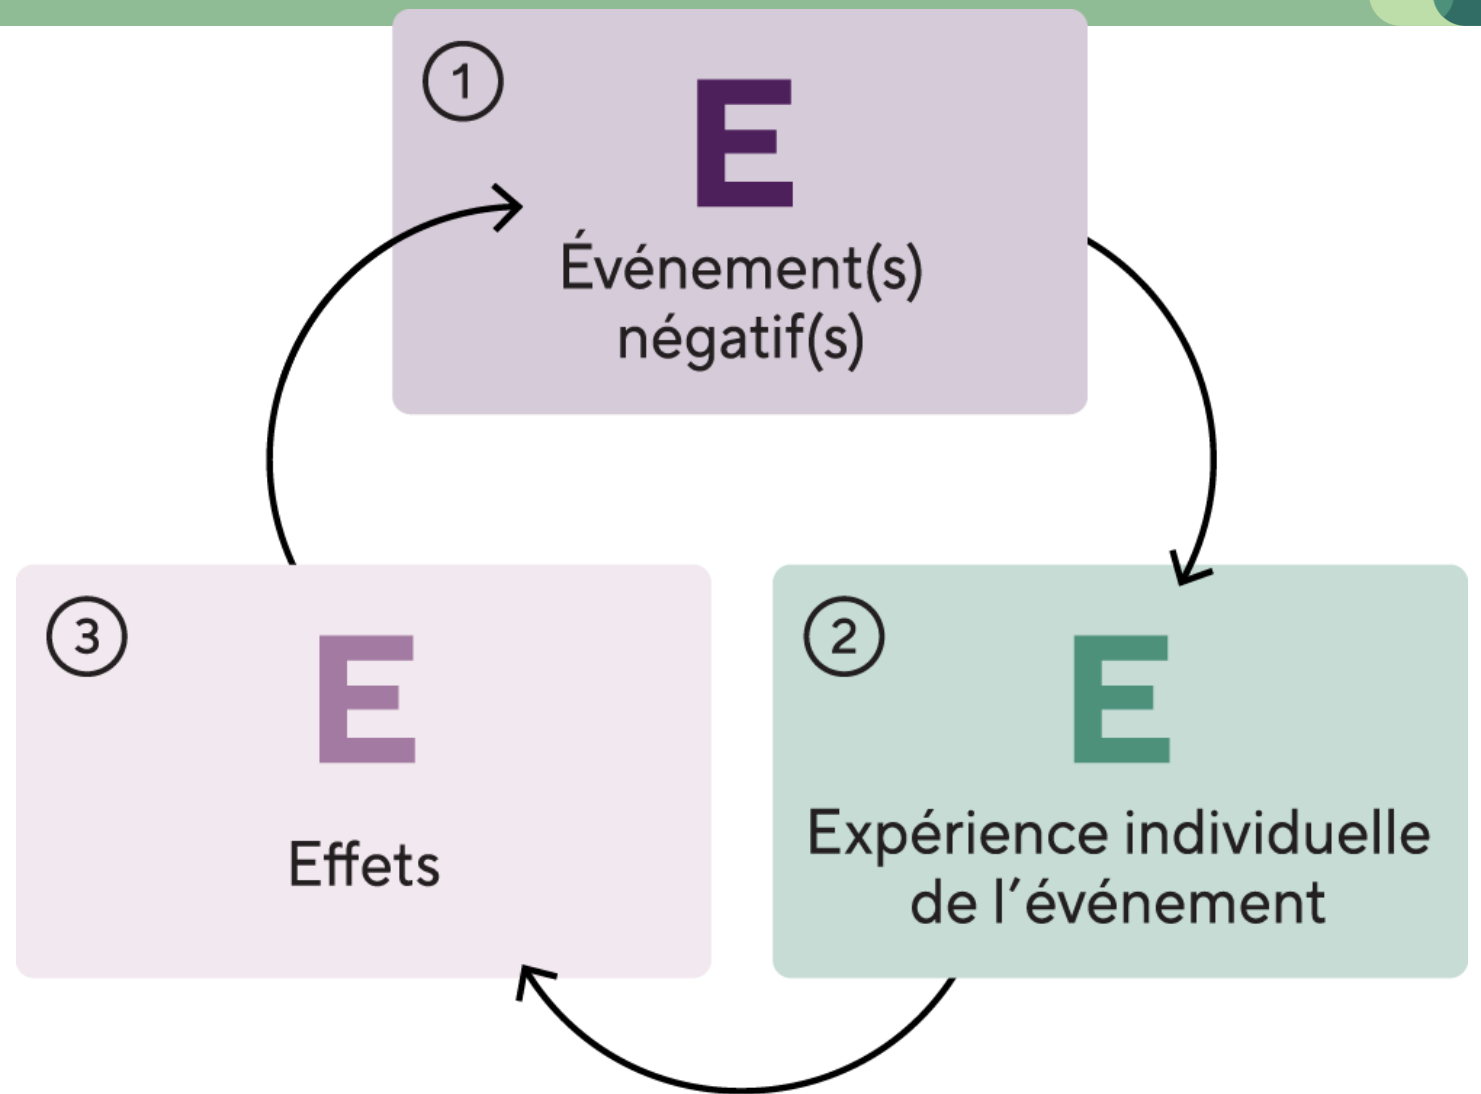 1
E
Événement(s)
négatif(s)
2
E
Expérience individuelle
de l’événement
3
E
Effets